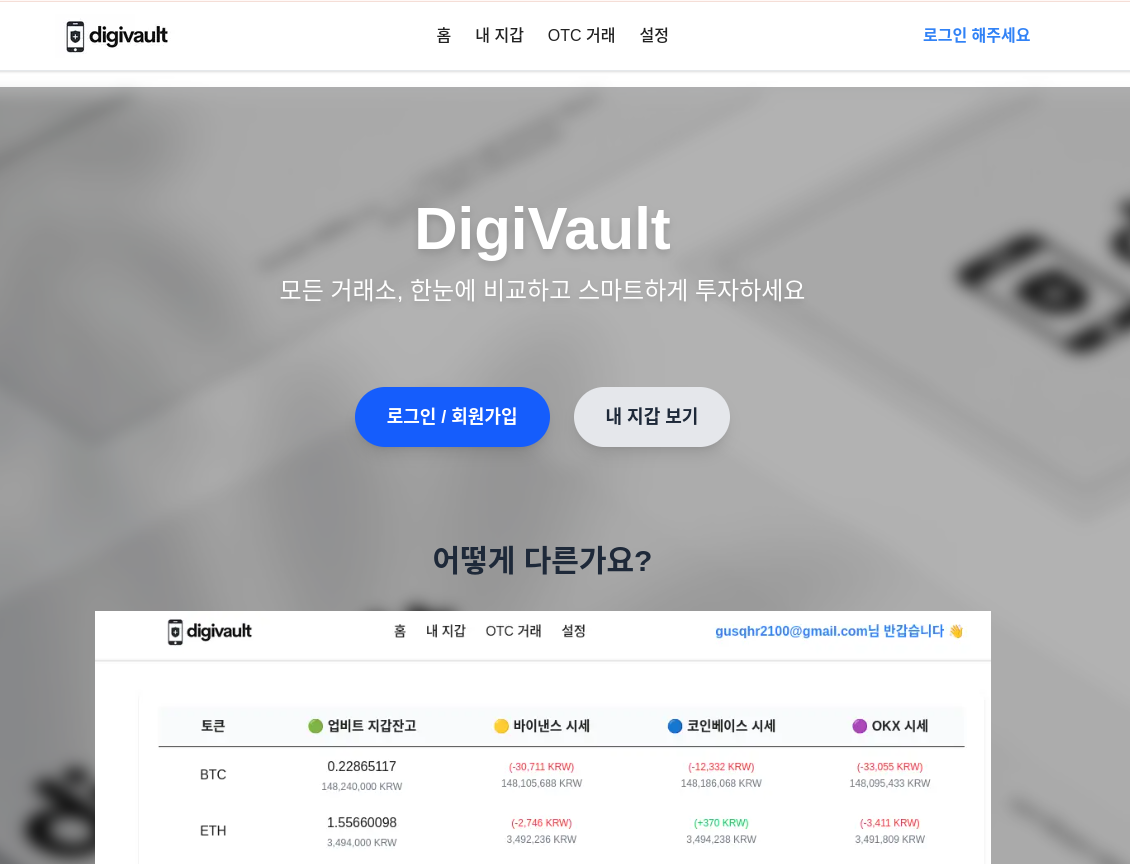 digivault 홈 내 지갑 OTC 거래 설정 로그인 해주세요
DigiVault
모든 거래소, 한눈에 비교하고 스마트하게 투자하세요
로그인 / 회원가입 내 지갑 보기
어떻게 다른가요?
digivault 홈 내 지갑 OTC 거래 설정 gusqhr2100@gmail.com님 반갑습니다 👋
토큰 🟢 업비트 지갑잔고 🟡 바이낸스 시세 🔵 코인베이스 시세 🟣 OKX 시세
BTC 0.22865117 (-30,711 KRW) (-12,332 KRW) (-33,055 KRW)
148,240,000 KRW 148,105,688 KRW 148,186,068 KRW 148,095,433 KRW
ETH 1.55660098 (-2,746 KRW) (+370 KRW) (-3,411 KRW)
3,494,000 KRW 3,492,236 KRW 3,494,238 KRW 3,491,809 KRW